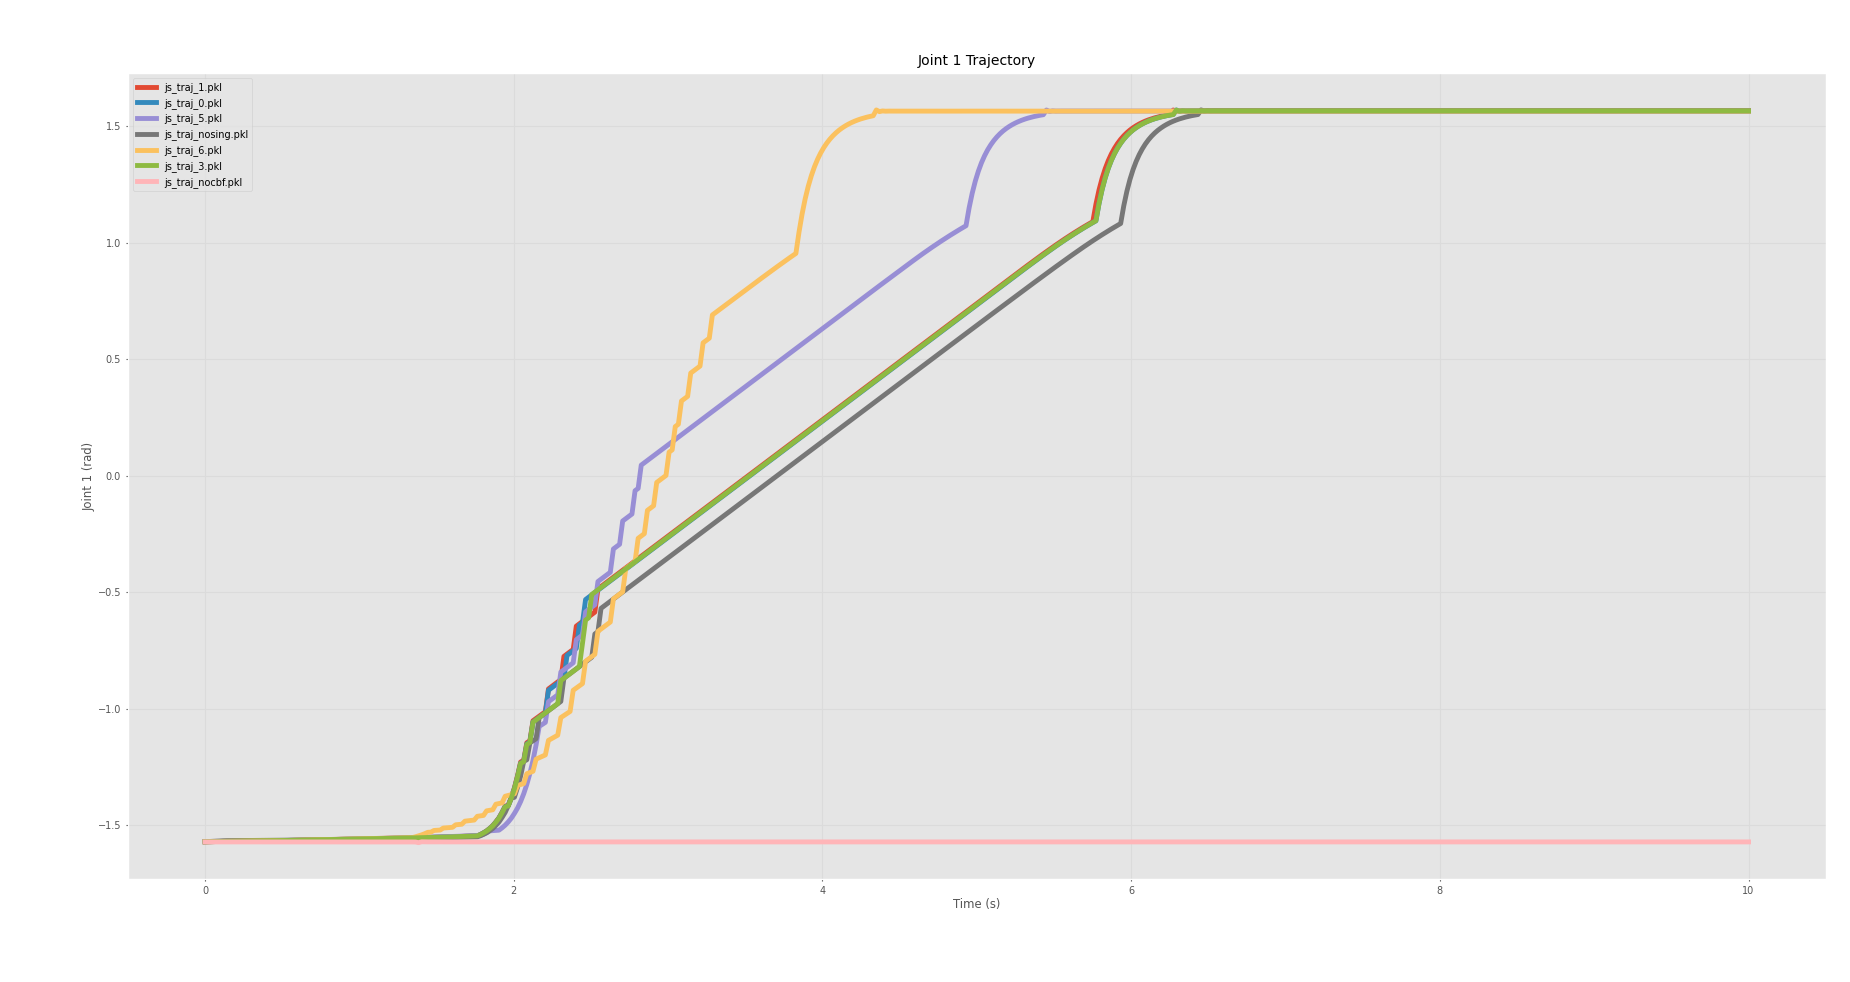 Joint 1 Trajectory
js_traj_1.pkl
js_traj_0.pkl
js_traj_5.pkl
js_traj_nosing.pkl
js_traj_6.pkl
js_traj_3.pkl
js_traj_nocbf.pkl
1.5
1.0
0.5
0.0
−0.5
−1.0
−1.5
Joint 1 (rad)
0 2 4 6 8 10
Time (s)